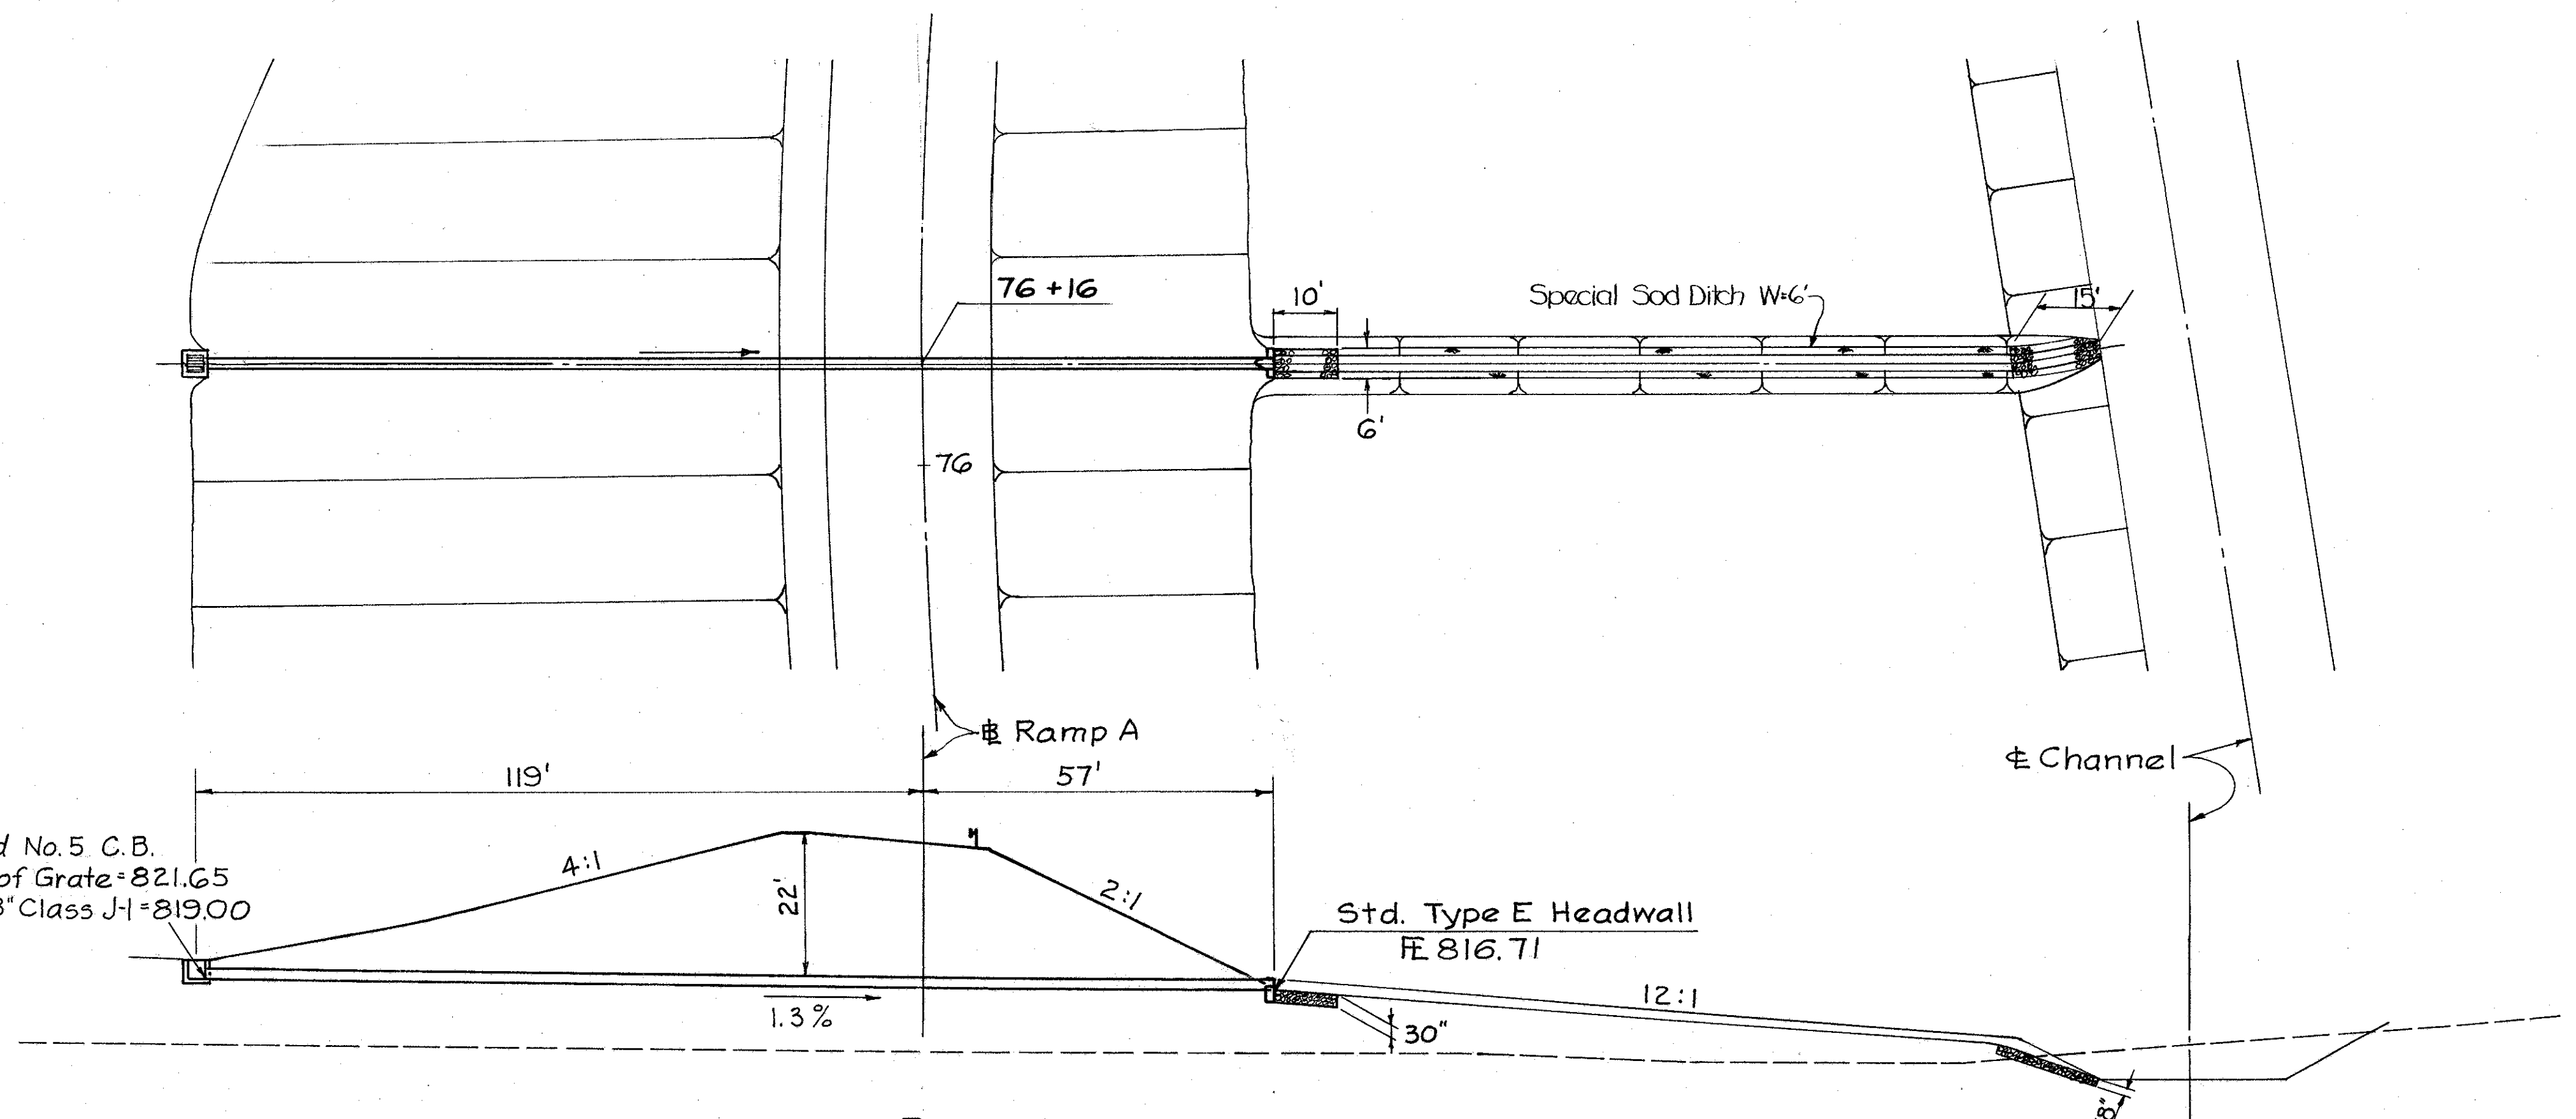 76 +16
10'
Special Sod Ditch W=6'
15'
6'
76
℄ Ramp A
℄ Channel
119'
57'
No. 5 C.B.
of Grate = 821.65
" Class J-1 = 819.00
4:1
22'
2:1
Std. Type E Headwall
FE 816.71
12:1
1.3 %
30"
8"